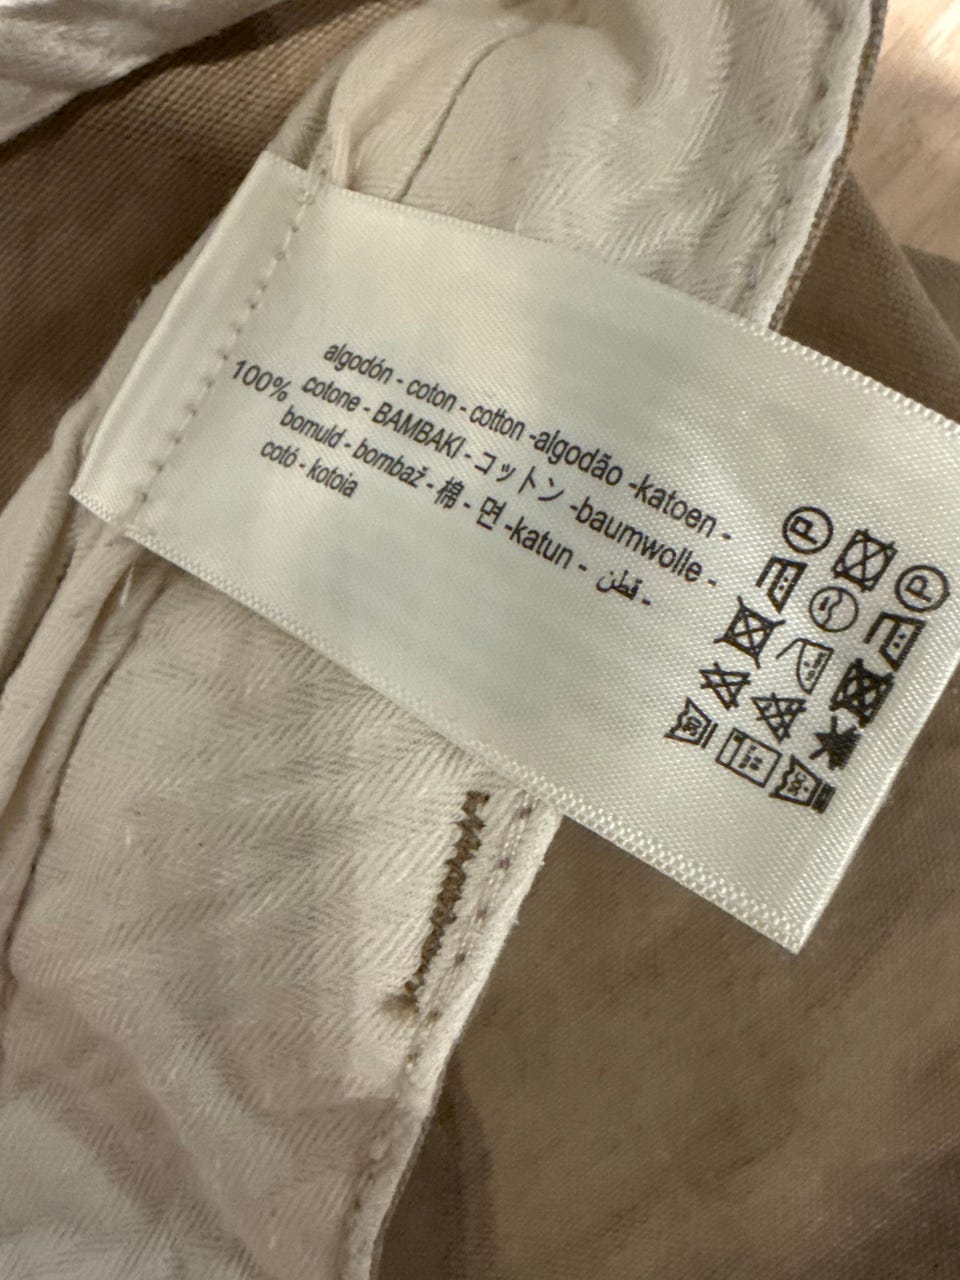 algodón - coton - cotton -algodão -katoen -
100% cotone - BAMBAKI - コットン -baumwolle -
bomuld - bombaž - 棉 - 면 -katun - قطن -
cotó - kotoia